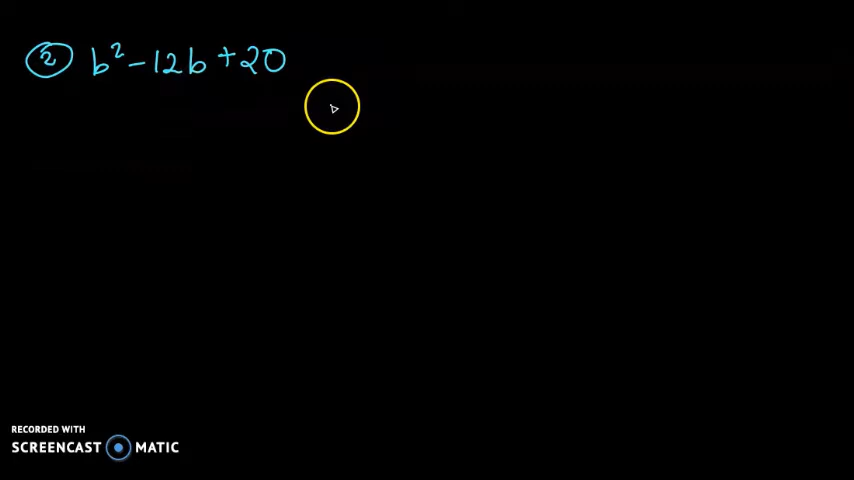 ② b² - 12b + 20
RECORDED WITH
SCREENCAST MATIC